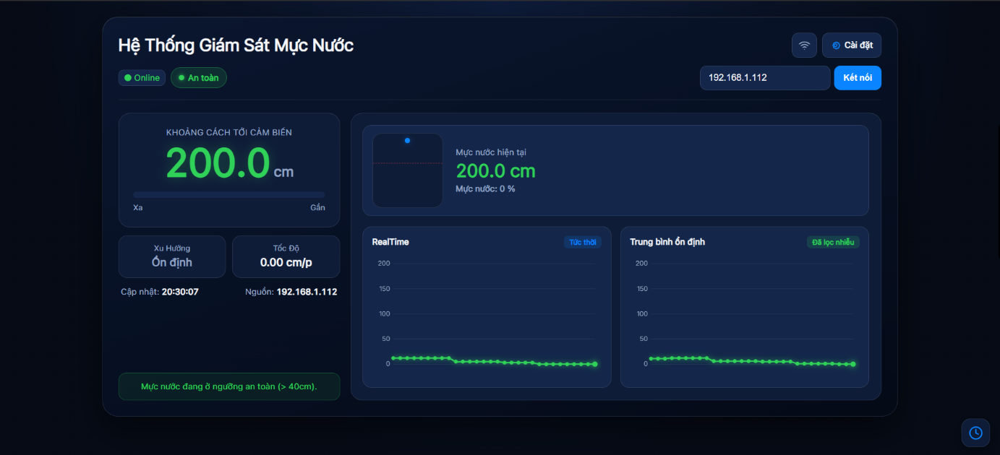 Hệ Thống Giám Sát Mực Nước
Cài đặt
Online
An toàn
192.168.1.112
Kết nối
KHOẢNG CÁCH TỚI CẢM BIẾN
200.0 cm
Xa
Gần
Xu Hướng
Ổn định
Tốc Độ
0.00 cm/p
Cập nhật: 20:30:07
Nguồn: 192.168.1.112
Mực nước đang ở ngưỡng an toàn (> 40cm).
Mực nước hiện tại
200.0 cm
Mực nước: 0 %
RealTime
Tức thời
200
150
100
50
0
Trung bình ổn định
Đã lọc nhiễu
200
150
100
50
0